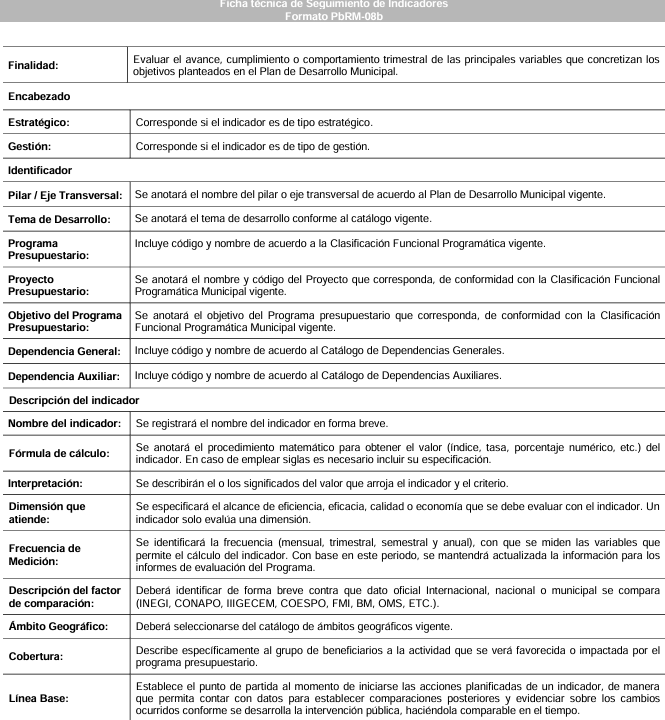 Ficha técnica de Seguimiento de Indicadores
Formato PbRM-08b
Finalidad:
Evaluar el avance, cumplimiento o comportamiento trimestral de las principales variables que concretizan los
objetivos planteados en el Plan de Desarrollo Municipal.
Encabezado
Estratégico:
Corresponde si el indicador es de tipo estratégico.
Gestión:
Corresponde si el indicador es de tipo de gestión.
Identificador
Pilar / Eje Transversal:
Se anotará el nombre del pilar o eje transversal de acuerdo al Plan de Desarrollo Municipal vigente.
Tema de Desarrollo:
Se anotará el tema de desarrollo conforme al catálogo vigente.
Programa
Presupuestario:
Incluye código y nombre de acuerdo a la Clasificación Funcional Programática vigente.
Proyecto
Presupuestario:
Se anotará el nombre y código del Proyecto que corresponda, de conformidad con la Clasificación Funcional
Programática Municipal vigente.
Objetivo del Programa
Presupuestario:
Se anotará el objetivo del Programa presupuestario que corresponda, de conformidad con la Clasificación
Funcional Programática Municipal vigente.
Dependencia General:
Incluye código y nombre de acuerdo al Catálogo de Dependencias Generales.
Dependencia Auxiliar:
Incluye código y nombre de acuerdo al Catálogo de Dependencias Auxiliares.
Descripción del indicador
Nombre del indicador:
Se registrará el nombre del indicador en forma breve.
Fórmula de cálculo:
Se anotará el procedimiento matemático para obtener el valor (índice, tasa, porcentaje numérico, etc.) del
indicador. En caso de emplear siglas es necesario incluir su especificación.
Interpretación:
Se describirán el o los significados del valor que arroja el indicador y el criterio.
Dimensión que
atiende:
Se especificará el alcance de eficiencia, eficacia, calidad o economía que se debe evaluar con el indicador. Un
indicador solo evalúa una dimensión.
Frecuencia de
Medición:
Se identificará la frecuencia (mensual, trimestral, semestral y anual), con que se miden las variables que
permite el cálculo del indicador. Con base en este periodo, se mantendrá actualizada la información para los
informes de evaluación del Programa.
Descripción del factor
de comparación:
Deberá identificar de forma breve contra que dato oficial Internacional, nacional o municipal se compara
(INEGI, CONAPO, IIIGECEM, COESPO, FMI, BM, OMS, ETC.).
Ámbito Geográfico:
Deberá seleccionarse del catálogo de ámbitos geográficos vigente.
Cobertura:
Describe específicamente al grupo de beneficiarios a la actividad que se verá favorecida o impactada por el
programa presupuestario.
Línea Base:
Establece el punto de partida al momento de iniciarse las acciones planificadas de un indicador, de manera
que permita contar con datos para establecer comparaciones posteriores y evidenciar sobre los cambios
ocurridos conforme se desarrolla la intervención pública, haciéndola comparable en el tiempo.